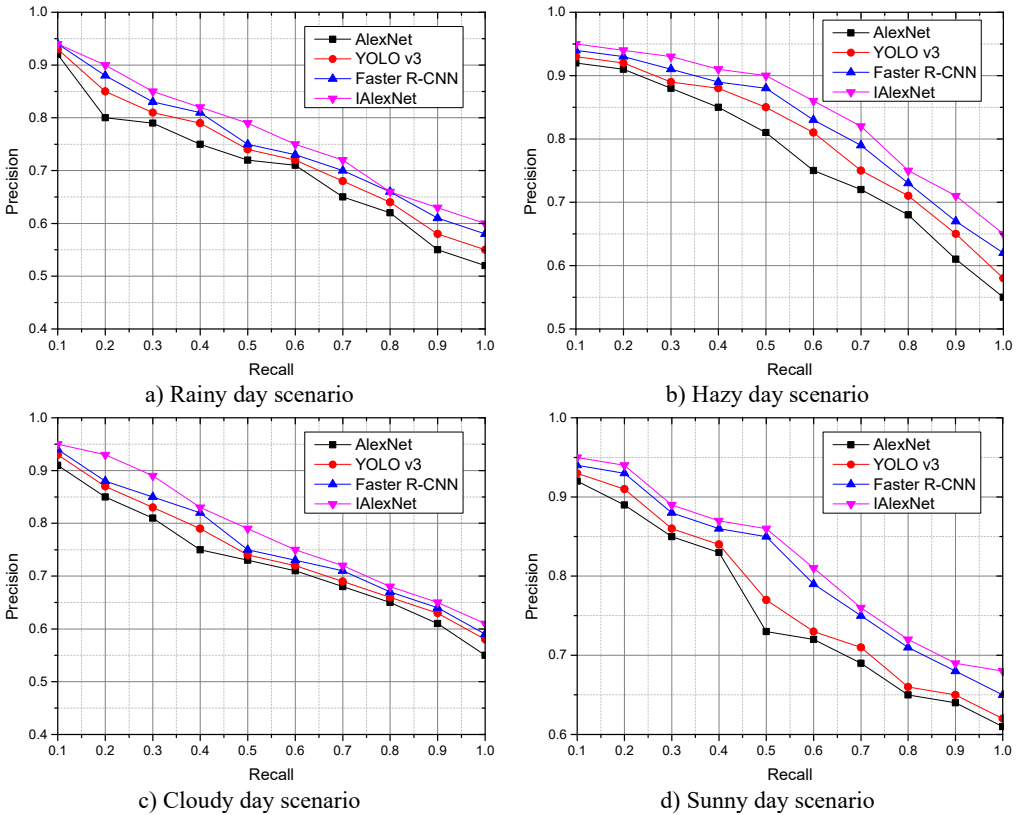 1.0
0.9
0.8
0.7
0.6
0.5
0.4
Precision
AlexNet
YOLO v3
Faster R-CNN
IAlexNet
0.1 0.2 0.3 0.4 0.5 0.6 0.7 0.8 0.9 1.0
Recall
a) Rainy day scenario
1.0
0.9
0.8
0.7
0.6
0.5
Precision
AlexNet
YOLO v3
Faster R-CNN
IAlexNet
0.1 0.2 0.3 0.4 0.5 0.6 0.7 0.8 0.9 1.0
Recall
b) Hazy day scenario
1.0
0.9
0.8
0.7
0.6
0.5
0.4
Precision
AlexNet
YOLO v3
Faster R-CNN
IAlexNet
0.1 0.2 0.3 0.4 0.5 0.6 0.7 0.8 0.9 1.0
Recall
c) Cloudy day scenario
1.0
0.9
0.8
0.7
0.6
Precision
AlexNet
YOLO v3
Faster R-CNN
IAlexNet
0.1 0.2 0.3 0.4 0.5 0.6 0.7 0.8 0.9 1.0
Recall
d) Sunny day scenario